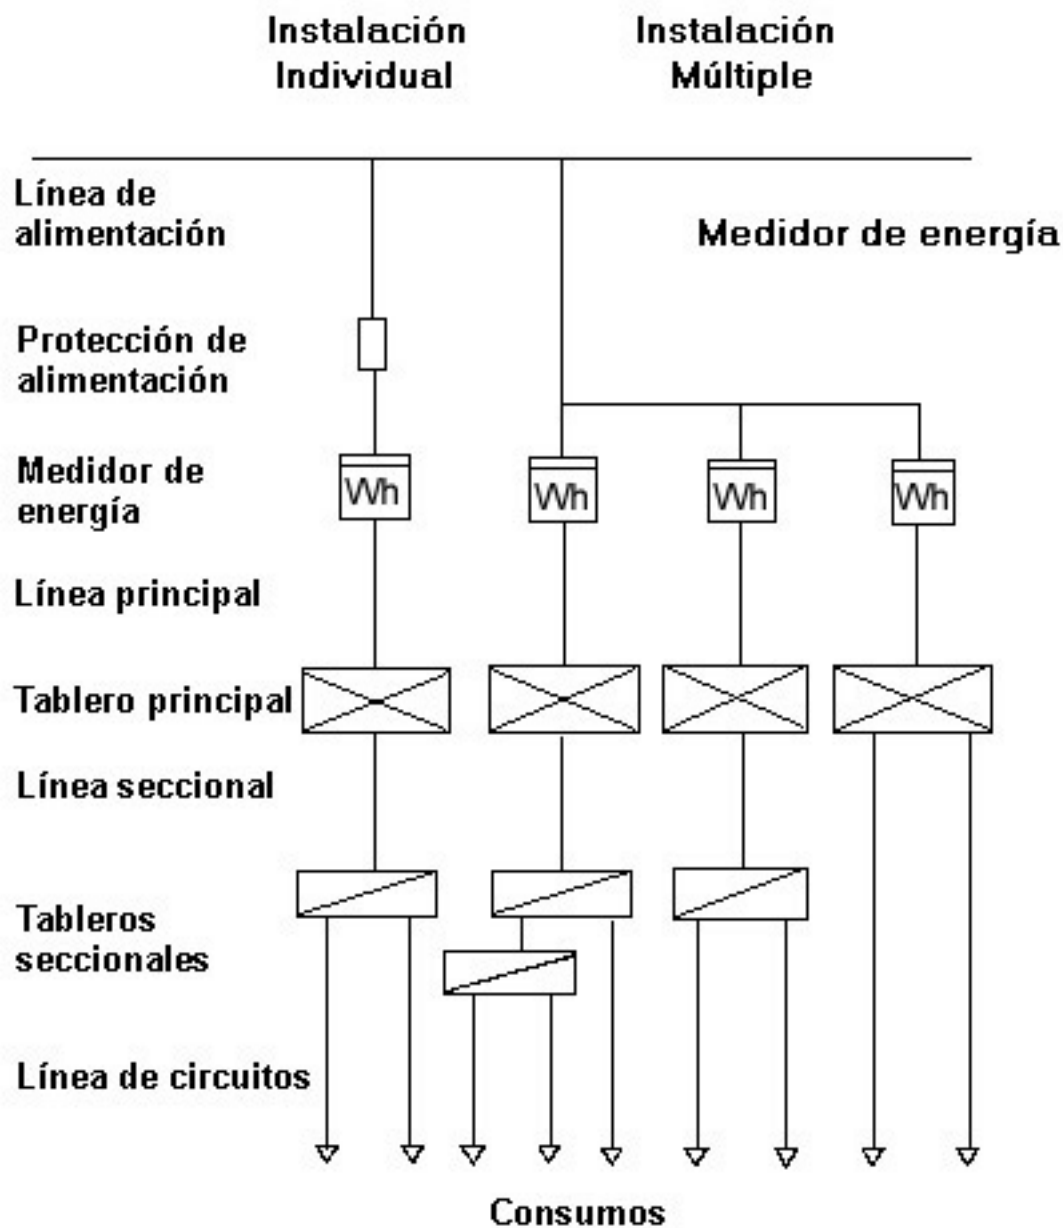 Instalación
Individual
Instalación
Múltiple
Línea de
alimentación
Medidor de energía
Protección de
alimentación
Medidor de
energía
Wh
Wh
Wh
Wh
Línea principal
Tablero principal
Línea seccional
Tableros
seccionales
Línea de circuitos
Consumos